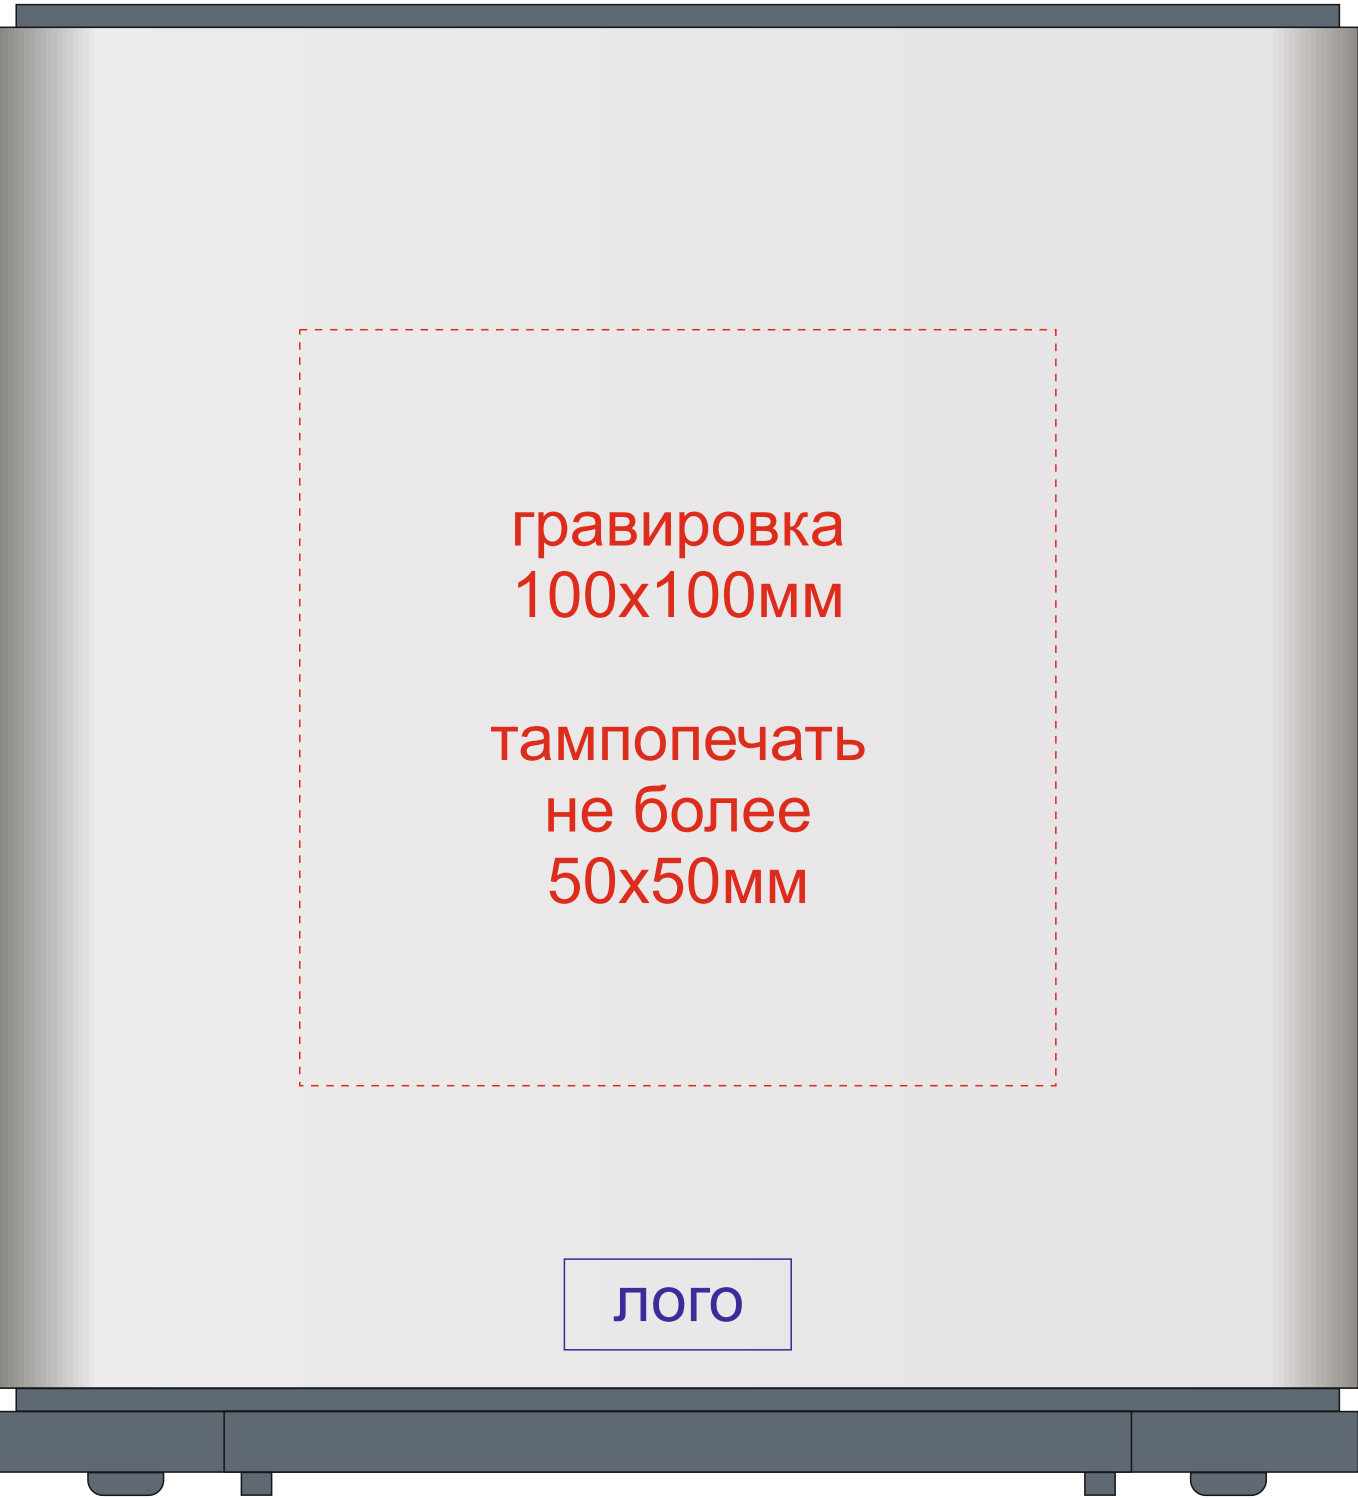 гравировка
100х100мм
тампопечать
не более
50х50мм
лого